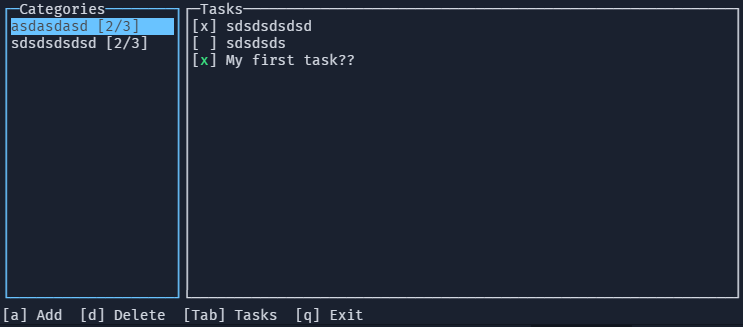 Categories
asdasdasd [2/3]
sdsdsdsdsd [2/3]
Tasks
[x] sdsdsdsdsd
[ ] sdsdsds
[x] My first task??
[a] Add [d] Delete [Tab] Tasks [q] Exit